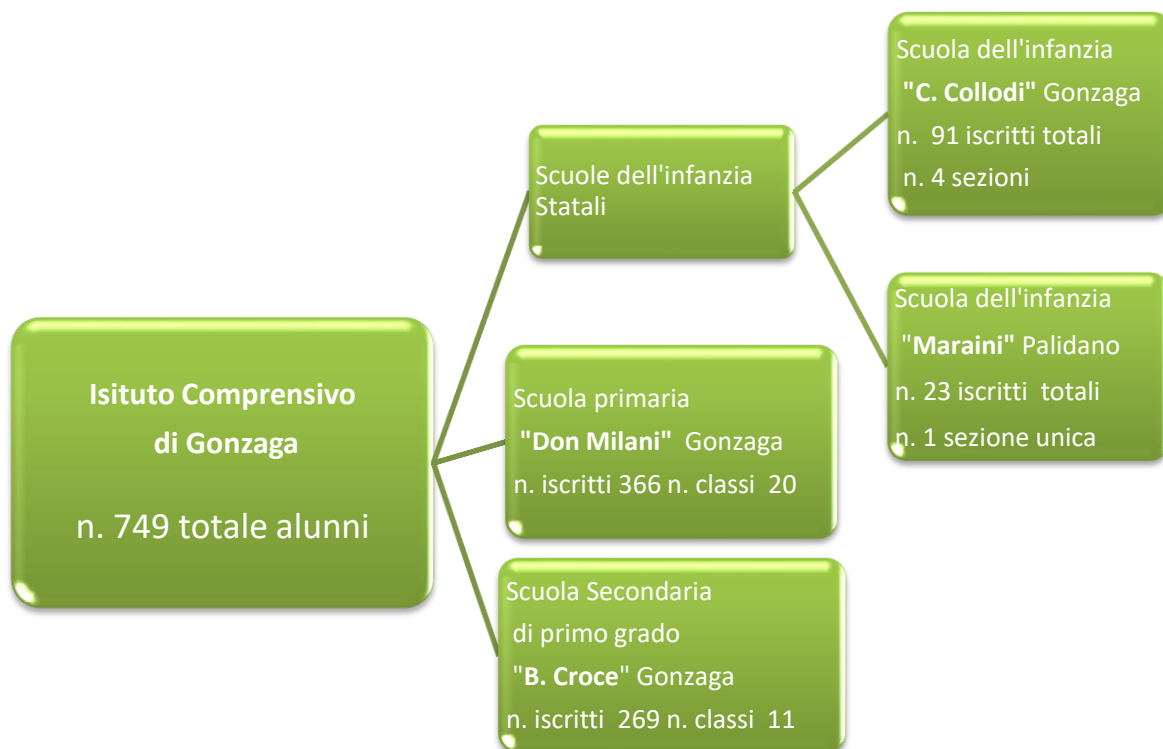 Isituto Comprensivo
di Gonzaga
n. 749 totale alunni
Scuole dell'infanzia
Statali
Scuola dell'infanzia
"C. Collodi" Gonzaga
n. 91 iscritti totali
n. 4 sezioni
Scuola dell'infanzia
"Maraini" Palidano
n. 23 iscritti totali
n. 1 sezione unica
Scuola primaria
"Don Milani" Gonzaga
n. iscritti 366 n. classi 20
Scuola Secondaria
di primo grado
"B. Croce" Gonzaga
n. iscritti 269 n. classi 11